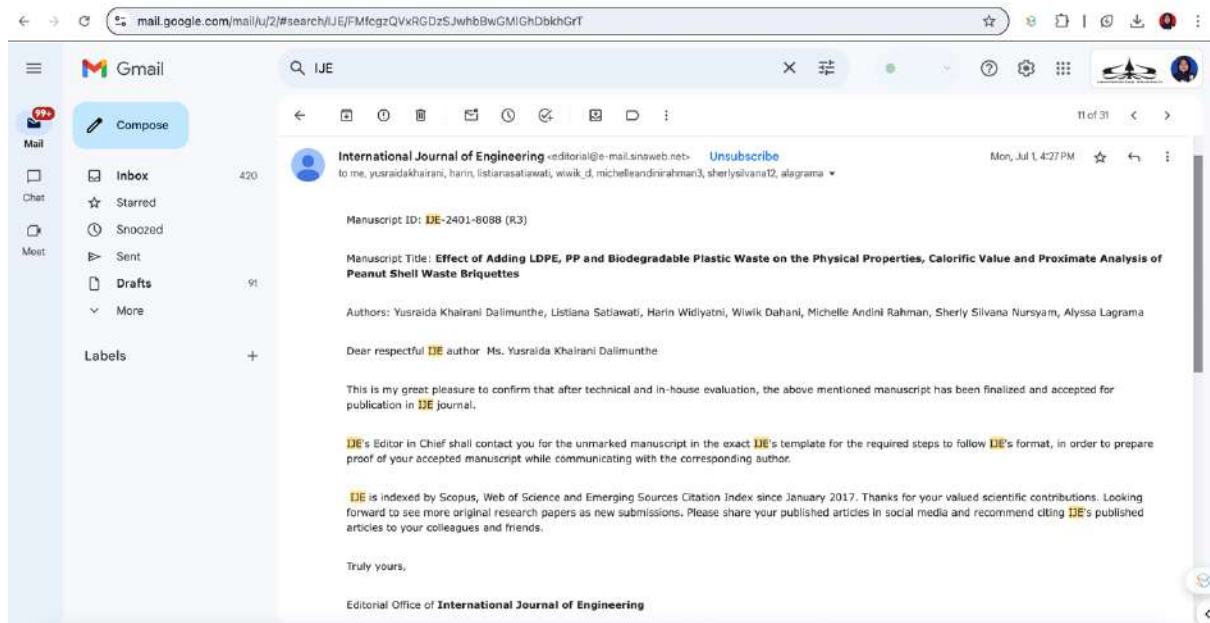 mail.google.com/mail/u/2/#search/IJE/FMfcgzQVxRGDzSJwhbBwGMlGhDbkhGrT
Gmail
IJE
99+
Mail
Compose
11 of 31
International Journal of Engineering <editorial@e-mail.sinaweb.net> Unsubscribe
Mon, Jul 1, 4:27 PM
to me, yusraidakhairani, harin, listianasatiawati, wiwik_d, michelleandinirahman3, sherlysilvana12, alagrama
Chat
Meet
Inbox 420
Starred
Snoozed
Sent
Drafts 91
More
Labels
Manuscript ID: IJE-2401-8088 (R3)
Manuscript Title: Effect of Adding LDPE, PP and Biodegradable Plastic Waste on the Physical Properties, Calorific Value and Proximate Analysis of
Peanut Shell Waste Briquettes
Authors: Yusraida Khairani Dalimunthe, Listiana Satiawati, Harin Widiyatni, Wiwik Dahani, Michelle Andini Rahman, Sherly Silvana Nursyam, Alyssa Lagrama
Dear respectful IJE author Ms. Yusraida Khairani Dalimunthe
This is my great pleasure to confirm that after technical and in-house evaluation, the above mentioned manuscript has been finalized and accepted for
publication in IJE journal.
IJE's Editor in Chief shall contact you for the unmarked manuscript in the exact IJE's template for the required steps to follow IJE's format, in order to prepare
proof of your accepted manuscript while communicating with the corresponding author.
IJE is indexed by Scopus, Web of Science and Emerging Sources Citation Index since January 2017. Thanks for your valued scientific contributions. Looking
forward to see more original research papers as new submissions. Please share your published articles in social media and recommend citing IJE's published
articles to your colleagues and friends.
Truly yours,
Editorial Office of International Journal of Engineering